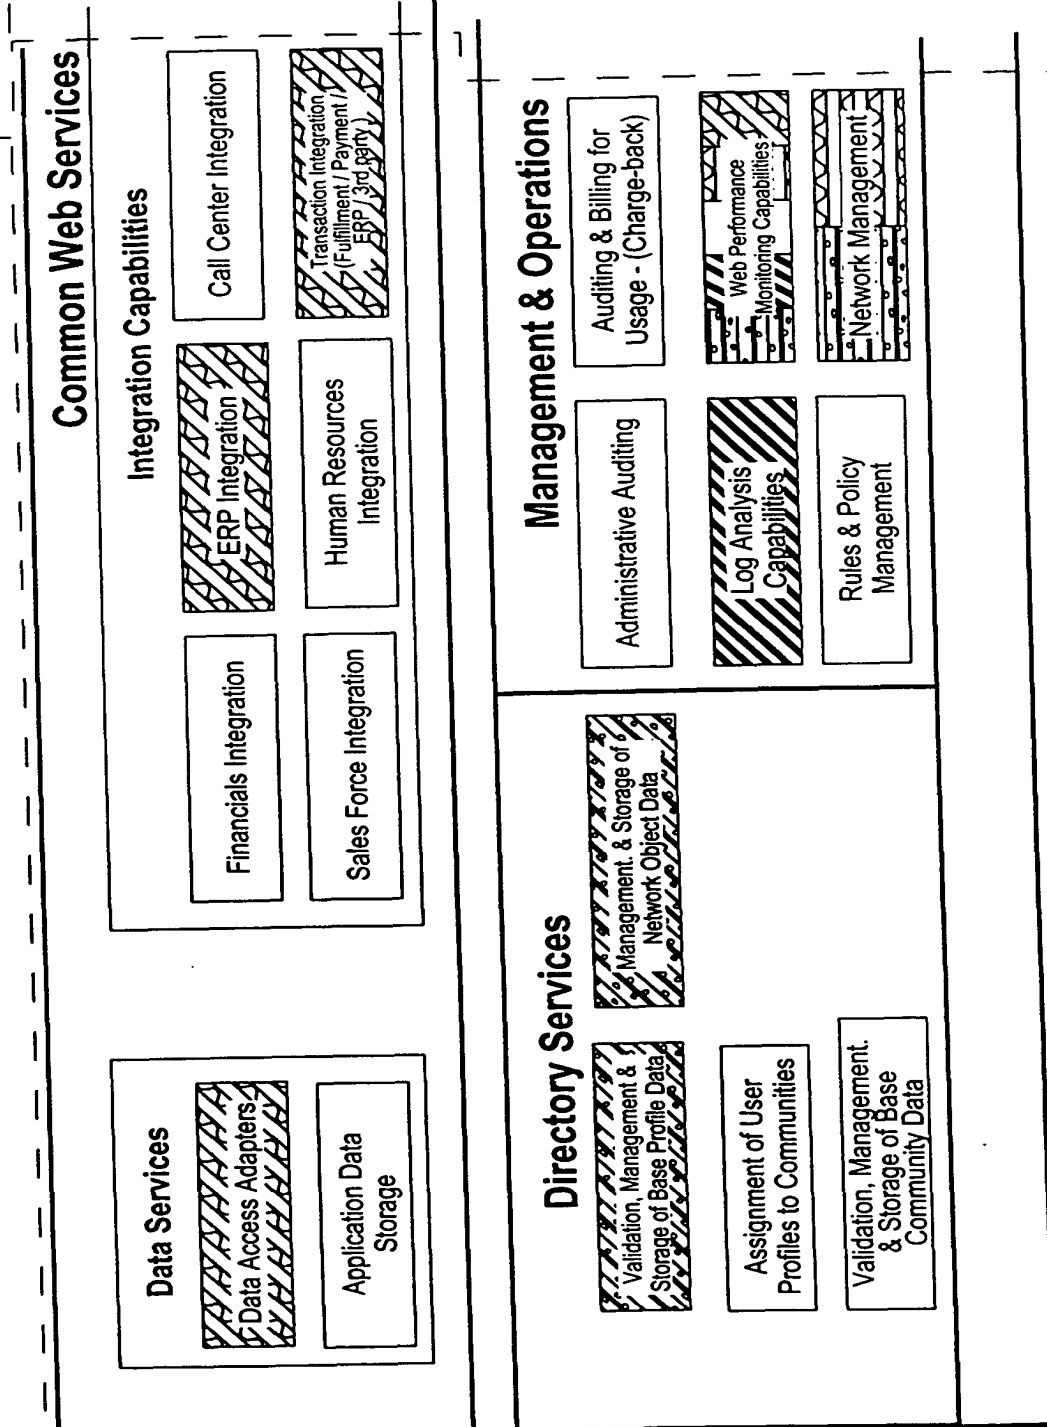 Common Web Services
Data Services
Data Access Adapters
Application Data
Storage
Integration Capabilities
Financials Integration
ERP Integration
Call Center Integration
Sales Force Integration
Human Resources
Integration
Transaction Integration
(Fulfillment / Payment /
ERP / 3rd party)
Directory Services
Validation, Management &
Storage of Base Profile Data
Management. & Storage of
Network Object Data
Assignment of User
Profiles to Communities
Validation, Management.
& Storage of Base
Community Data
Management & Operations
Administrative Auditing
Auditing & Billing for
Usage - (Charge-back)
Log Analysis
Capabilities
Web Performance
Monitoring Capabilities
Rules & Policy
Management
Network Management